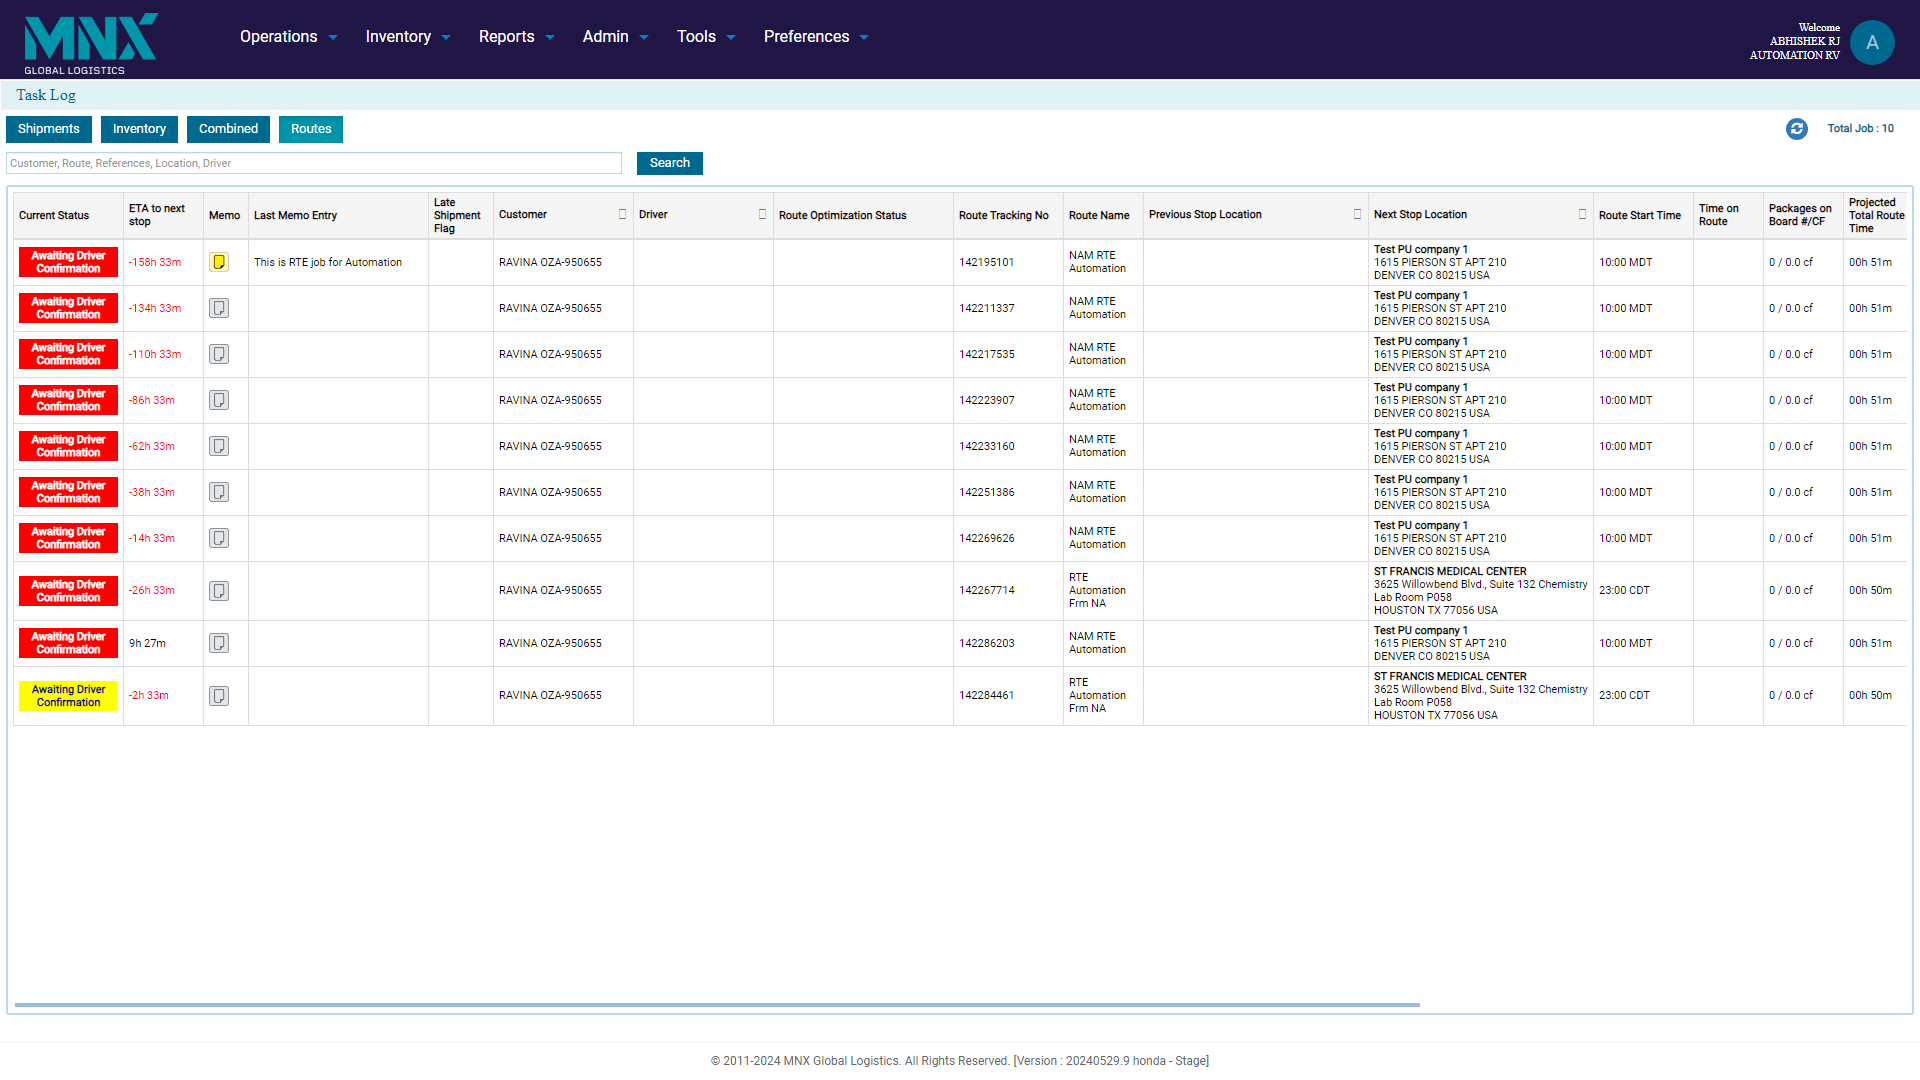 MNX
GLOBAL LOGISTICS
Operations Inventory Reports Admin Tools Preferences
Welcome
ABHISHEK RJ
AUTOMATION RV
A
Task Log
Shipments Inventory Combined Routes
Total Job : 10
Customer, Route, References, Location, Driver
Search
Current Status
ETA to next
stop
Memo
Last Memo Entry
Late
Shipment
Flag
Customer
Driver
Route Optimization Status
Route Tracking No
Route Name
Previous Stop Location
Next Stop Location
Route Start Time
Time on
Route
Packages on
Board #/CF
Projected
Total Route
Time
Awaiting Driver
Confirmation
-158h 33m
This is RTE job for Automation
RAVINA OZA-950655
142195101
NAM RTE
Automation
Test PU company 1
1615 PIERSON ST APT 210
DENVER CO 80215 USA
10:00 MDT
0 / 0.0 cf
00h 51m
Awaiting Driver
Confirmation
-134h 33m
RAVINA OZA-950655
142211337
NAM RTE
Automation
Test PU company 1
1615 PIERSON ST APT 210
DENVER CO 80215 USA
10:00 MDT
0 / 0.0 cf
00h 51m
Awaiting Driver
Confirmation
-110h 33m
RAVINA OZA-950655
142217535
NAM RTE
Automation
Test PU company 1
1615 PIERSON ST APT 210
DENVER CO 80215 USA
10:00 MDT
0 / 0.0 cf
00h 51m
Awaiting Driver
Confirmation
-86h 33m
RAVINA OZA-950655
142223907
NAM RTE
Automation
Test PU company 1
1615 PIERSON ST APT 210
DENVER CO 80215 USA
10:00 MDT
0 / 0.0 cf
00h 51m
Awaiting Driver
Confirmation
-62h 33m
RAVINA OZA-950655
142233160
NAM RTE
Automation
Test PU company 1
1615 PIERSON ST APT 210
DENVER CO 80215 USA
10:00 MDT
0 / 0.0 cf
00h 51m
Awaiting Driver
Confirmation
-38h 33m
RAVINA OZA-950655
142251386
NAM RTE
Automation
Test PU company 1
1615 PIERSON ST APT 210
DENVER CO 80215 USA
10:00 MDT
0 / 0.0 cf
00h 51m
Awaiting Driver
Confirmation
-14h 33m
RAVINA OZA-950655
142269626
NAM RTE
Automation
Test PU company 1
1615 PIERSON ST APT 210
DENVER CO 80215 USA
10:00 MDT
0 / 0.0 cf
00h 51m
Awaiting Driver
Confirmation
-26h 33m
RAVINA OZA-950655
142267714
RTE
Automation
Frm NA
ST FRANCIS MEDICAL CENTER
3625 Willowbend Blvd., Suite 132 Chemistry
Lab Room P058
HOUSTON TX 77056 USA
23:00 CDT
0 / 0.0 cf
00h 50m
Awaiting Driver
Confirmation
9h 27m
RAVINA OZA-950655
142286203
NAM RTE
Automation
Test PU company 1
1615 PIERSON ST APT 210
DENVER CO 80215 USA
10:00 MDT
0 / 0.0 cf
00h 51m
Awaiting Driver
Confirmation
-2h 33m
RAVINA OZA-950655
142284461
RTE
Automation
Frm NA
ST FRANCIS MEDICAL CENTER
3625 Willowbend Blvd., Suite 132 Chemistry
Lab Room P058
HOUSTON TX 77056 USA
23:00 CDT
0 / 0.0 cf
00h 50m
© 2011-2024 MNX Global Logistics. All Rights Reserved. [Version : 20240529.9 honda - Stage]